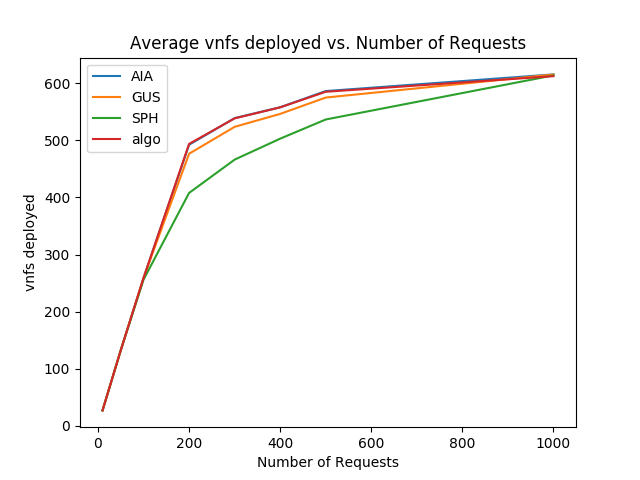 Average vnfs deployed vs. Number of Requests
AIA
GUS
SPH
algo
vnfs deployed
600
500
400
300
200
100
0
0 200 400 600 800 1000
Number of Requests